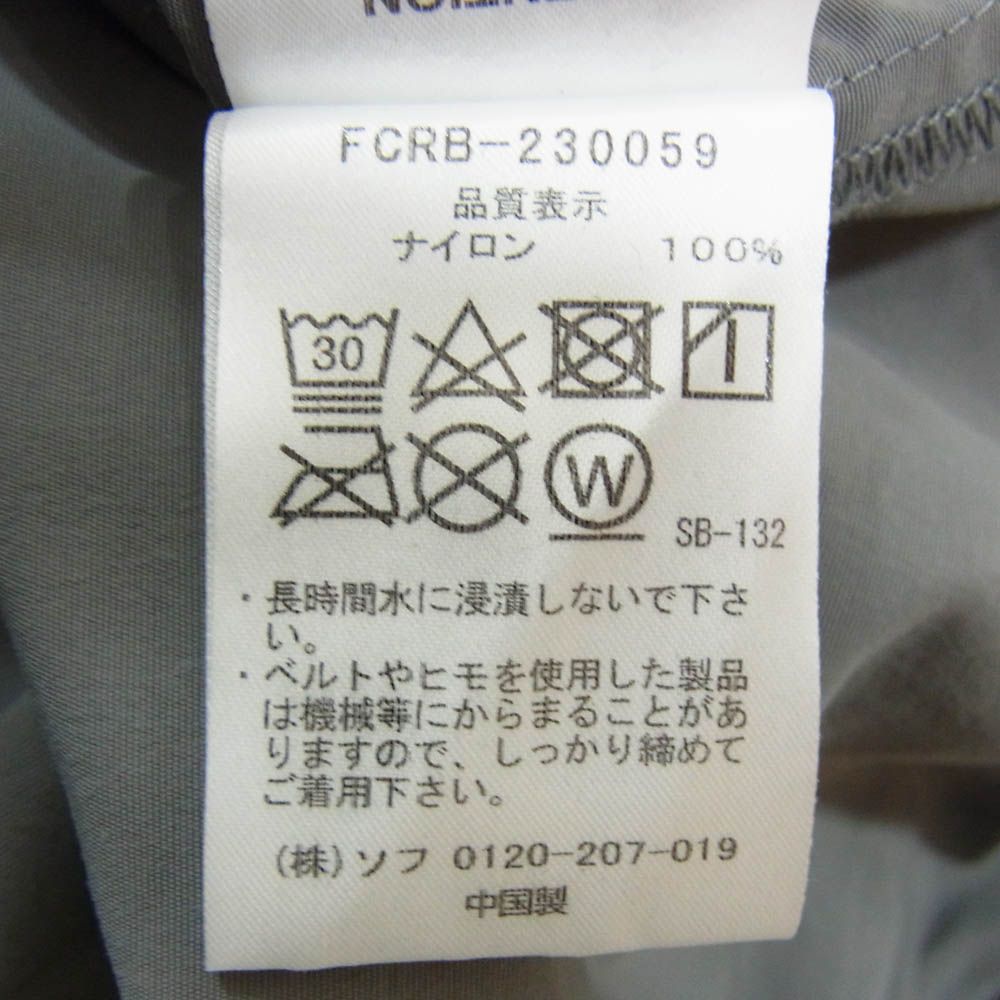 FCRB-230059
品質表示
ナイロン 100%
30
W
SB-132
・長時間水に浸漬しないで下さ
い。
・ベルトやヒモを使用した製品
は機械等にからまることがあ
りますので、しっかり締めて
ご着用下さい。
(株)ソフ 0120-207-019
中国製